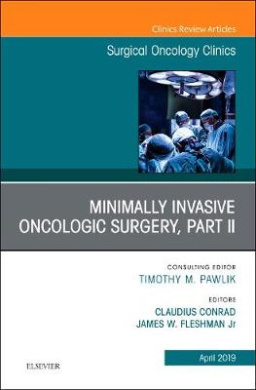 Clinics Review Articles
Surgical Oncology Clinics
MINIMALLY INVASIVE
ONCOLOGIC SURGERY, PART II
CONSULTING EDITOR
TIMOTHY M. PAWLIK
EDITORS
CLAUDIUS CONRAD
JAMES W. FLESHMAN Jr
ELSEVIER
April 2019